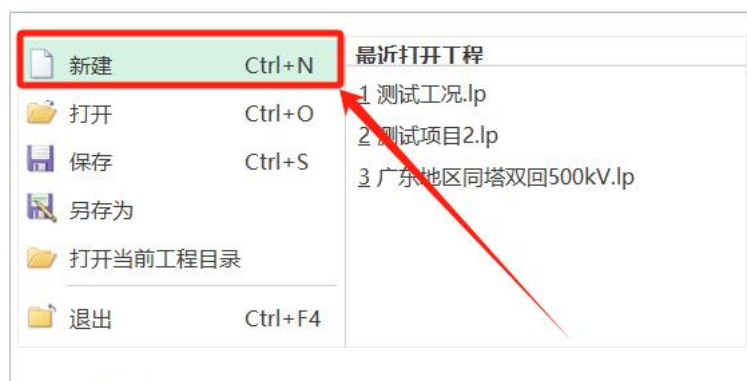 新建 Ctrl+N
打开 Ctrl+O
保存 Ctrl+S
另存为
打开当前工程目录
退出 Ctrl+F4
最近打开工程
1 测试工况.lp
2 测试项目2.lp
3 广东地区同塔双回500kV.lp